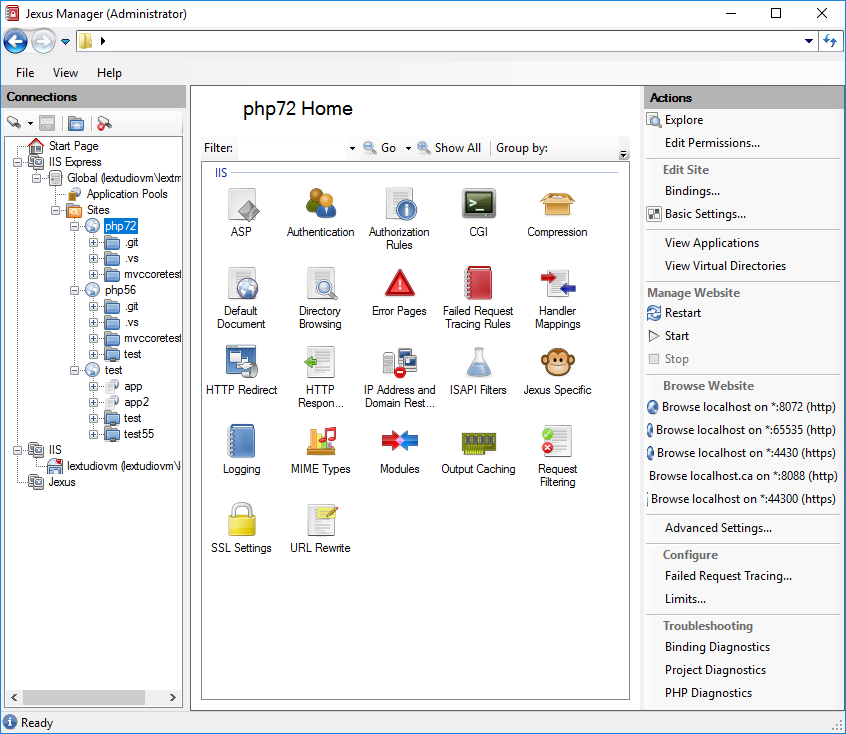 Jexus Manager (Administrator)
File View Help
Connections
Start Page
IIS Express
Global (lextudiovm\lextm
Application Pools
Sites
php72
.git
.vs
mvccoretest
php56
.git
.vs
mvccoretest
test
test
app
app2
test
test55
IIS
lextudiovm (lextudiovm\l
Jexus
php72 Home
Filter: Go Show All Group by:
IIS
ASP
Authentication
Authorization
Rules
CGI
Compression
Default
Document
Directory
Browsing
Error Pages
Failed Request
Tracing Rules
Handler
Mappings
HTTP Redirect
HTTP
Respon...
IP Address and
Domain Rest...
ISAPI Filters
Jexus Specific
Logging
MIME Types
Modules
Output Caching
Request
Filtering
SSL Settings
URL Rewrite
Actions
Explore
Edit Permissions...
Edit Site
Bindings...
Basic Settings...
View Applications
View Virtual Directories
Manage Website
Restart
Start
Stop
Browse Website
Browse localhost on *:8072 (http)
Browse localhost on *:65535 (http)
Browse localhost on *:4430 (https)
Browse localhost.ca on *:8088 (http)
Browse localhost on *:44300 (https)
Advanced Settings...
Configure
Failed Request Tracing...
Limits...
Troubleshooting
Binding Diagnostics
Project Diagnostics
PHP Diagnostics
Ready